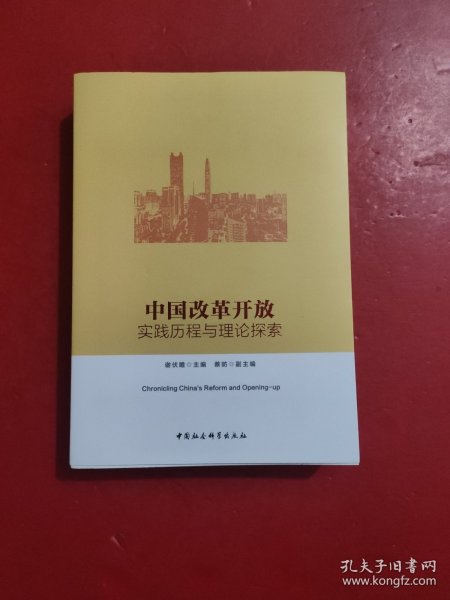 中国改革开放
实践历程与理论探索
谢伏瞻◇主编 蔡昉◇副主编
Chronicling China's Reform and Opening-up
中国社会科学出版社
孔夫子旧书网
www.kongfz.com